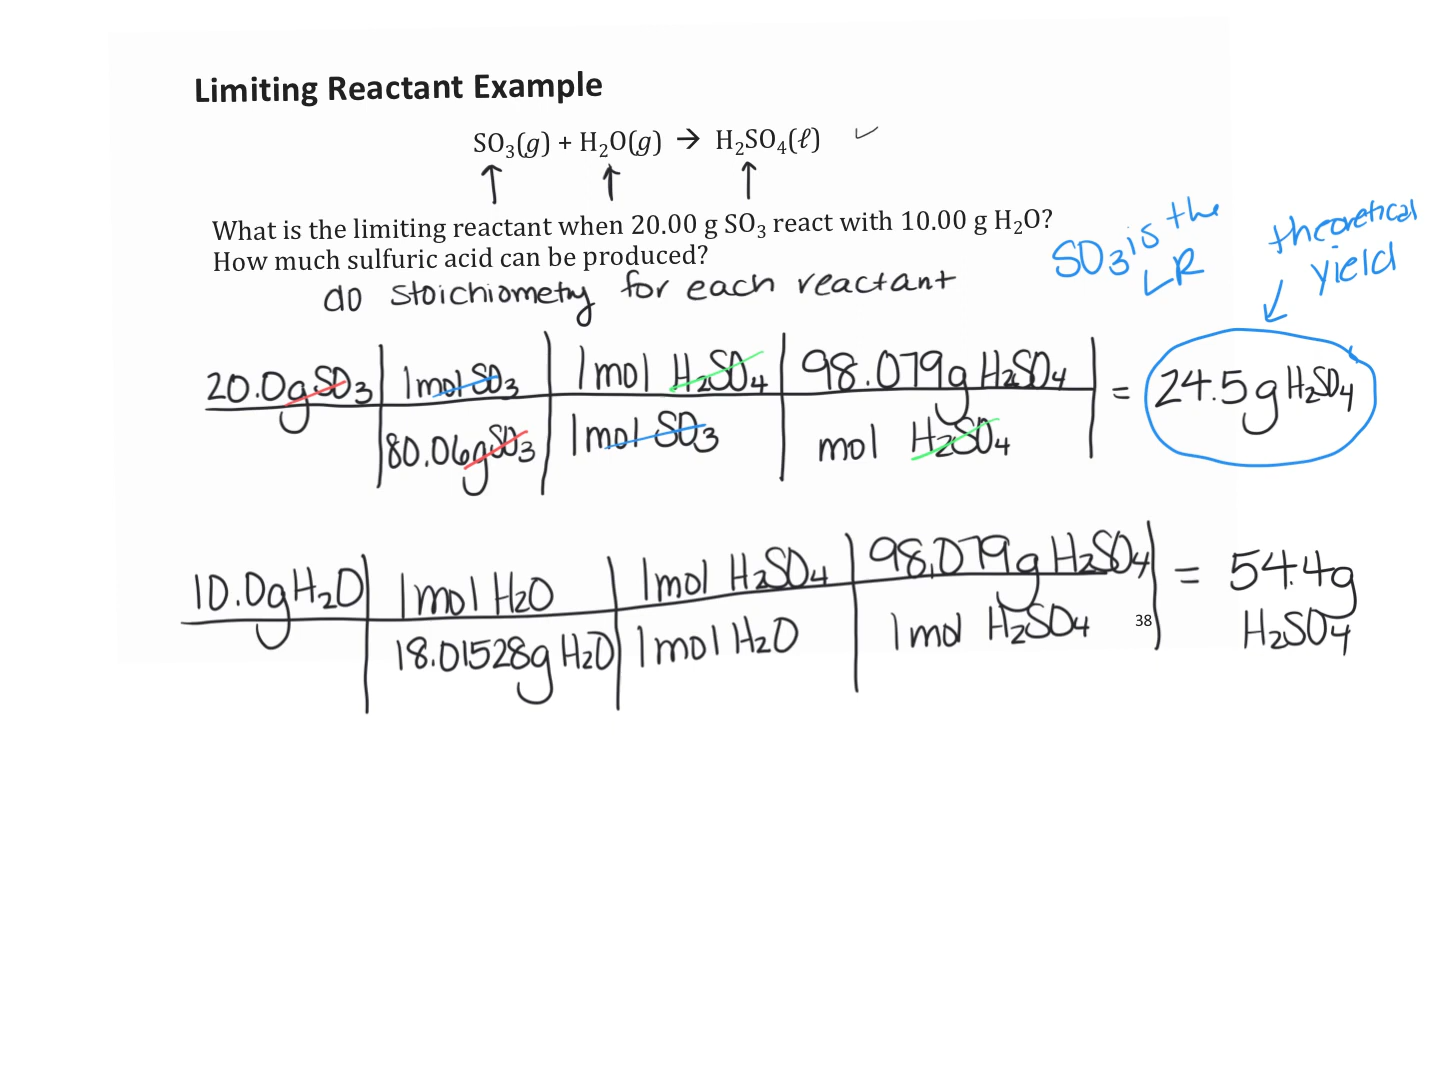 Limiting Reactant Example
SO₃(g) + H₂O(g) → H₂SO₄(ℓ) ✓
↑ ↑ ↑
What is the limiting reactant when 20.00 g SO₃ react with 10.00 g H₂O?
How much sulfuric acid can be produced?
do stoichiometry for each reactant
SO₃ is the
LR
theoretical
yield
20.0g SO₃ | 1mol SO₃ | 1mol H₂SO₄ | 98.079g H₂SO₄ | = 24.5g H₂SO₄
80.06g SO₃ | 1mol SO₃ | mol H₂SO₄
10.0g H₂O | 1mol H₂O | 1mol H₂SO₄ | 98.079g H₂SO₄ | = 54.4g
18.01528g H₂O | 1mol H₂O | 1mol H₂SO₄ | H₂SO₄
38